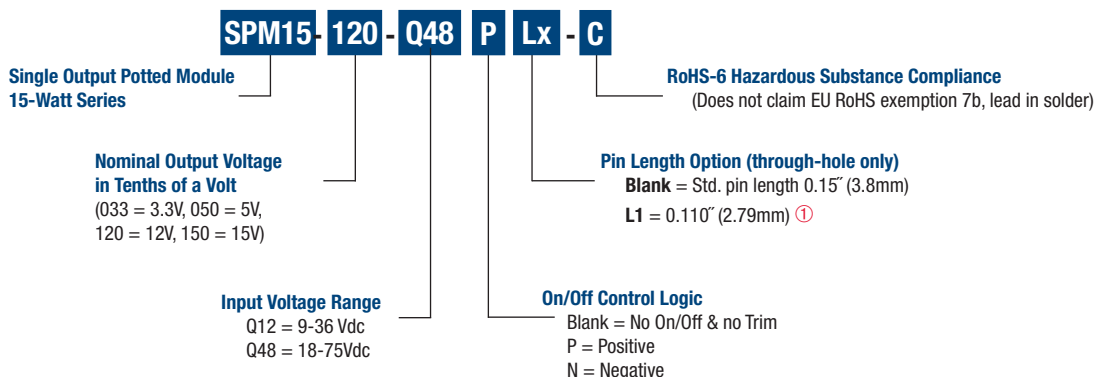 SPM15 - 120 - Q48 P Lx - C
Single Output Potted Module
15-Watt Series
RoHS-6 Hazardous Substance Compliance
(Does not claim EU RoHS exemption 7b, lead in solder)
Nominal Output Voltage
in Tenths of a Volt
(033 = 3.3V, 050 = 5V,
120 = 12V, 150 = 15V)
Pin Length Option (through-hole only)
Blank = Std. pin length 0.15˝ (3.8mm)
L1 = 0.110˝ (2.79mm) ①
Input Voltage Range
Q12 = 9-36 Vdc
Q48 = 18-75Vdc
On/Off Control Logic
Blank = No On/Off & no Trim
P = Positive
N = Negative